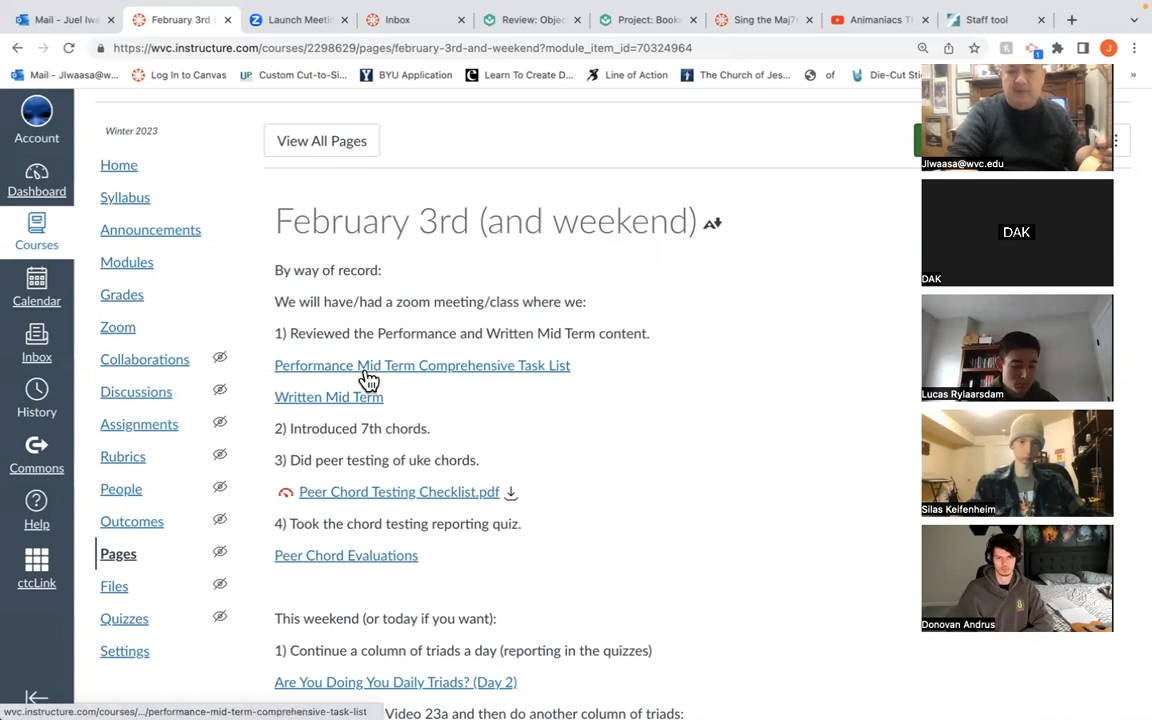 Mail - Juel Iw
February 3rd
Launch Meeti
Inbox
Review: Objec
Project: Books
Sing the Maj7
Animaniacs Th
Staff tool
https://wvc.instructure.com/courses/2298629/pages/february-3rd-and-weekend?module_item_id=70324964
J
Mail - Jlwaasa@...
Log In to Canvas
Custom Cut-to-Si...
BYU Application
Learn To Create D...
Line of Action
The Church of Jes...
of
Die-Cut Sti
Account
Dashboard
Courses
Calendar
Inbox
History
Commons
Help
ctcLink
Winter 2023
Home
Syllabus
Announcements
Modules
Grades
Zoom
Collaborations
Discussions
Assignments
Rubrics
People
Outcomes
Pages
Files
Quizzes
Settings
View All Pages
February 3rd (and weekend)
By way of record:
We will have/had a zoom meeting/class where we:
1) Reviewed the Performance and Written Mid Term content.
Performance Mid Term Comprehensive Task List
Written Mid Term
2) Introduced 7th chords.
3) Did peer testing of uke chords.
Peer Chord Testing Checklist.pdf
4) Took the chord testing reporting quiz.
Peer Chord Evaluations
This weekend (or today if you want):
1) Continue a column of triads a day (reporting in the quizzes)
Are You Doing You Daily Triads? (Day 2)
Video 23a and then do another column of triads:
wvc.instructure.com/courses/.../performance-mid-term-comprehensive-task-list
Jlwaasa@wvc.edu
DAK
DAK
Lucas Rylaarsdam
Silas Keifenheim
Donovan Andrus